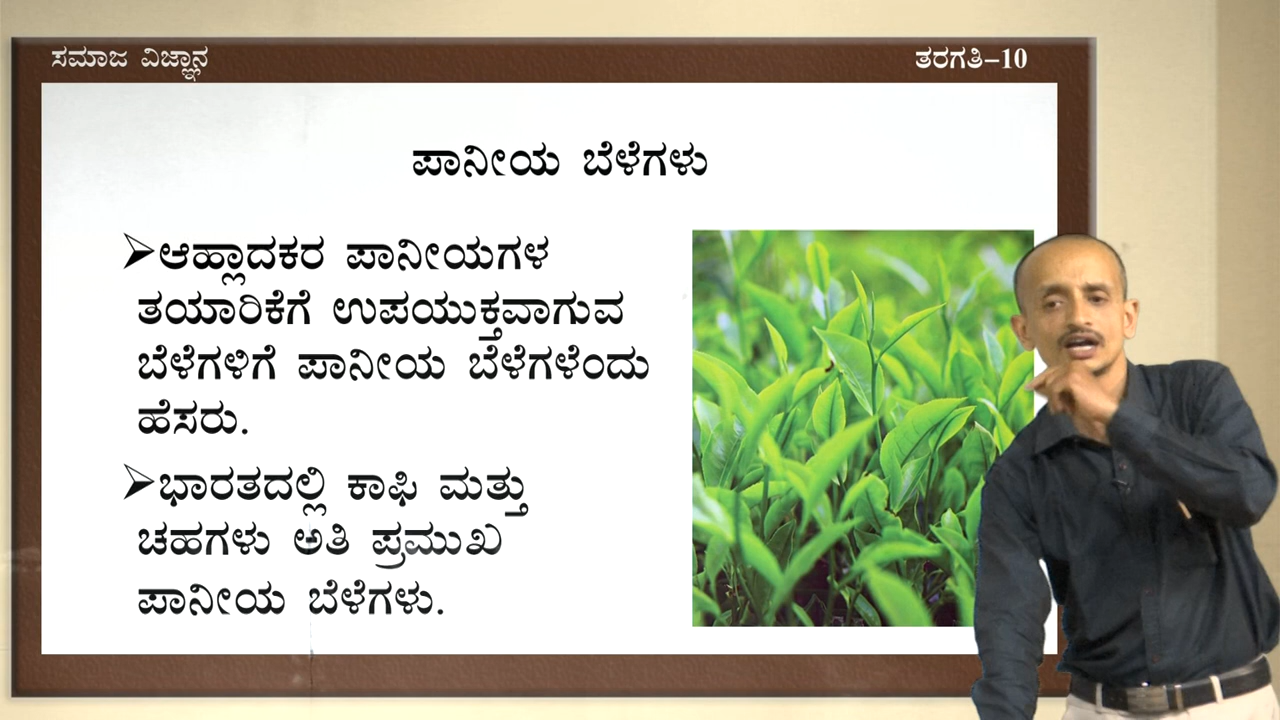 ಸಮಾಜ ವಿಜ್ಞಾನ
ತರಗತಿ-10
ಪಾನೀಯ ಬೆಳೆಗಳು
➢ಆಹ್ಲಾದಕರ ಪಾನೀಯಗಳ
ತಯಾರಿಕೆಗೆ ಉಪಯುಕ್ತವಾಗುವ
ಬೆಳೆಗಳಿಗೆ ಪಾನೀಯ ಬೆಳೆಗಳೆಂದು
ಹೆಸರು.
➢ಭಾರತದಲ್ಲಿ ಕಾಫಿ ಮತ್ತು
ಚಹಗಳು ಅತಿ ಪ್ರಮುಖ
ಪಾನೀಯ ಬೆಳೆಗಳು.